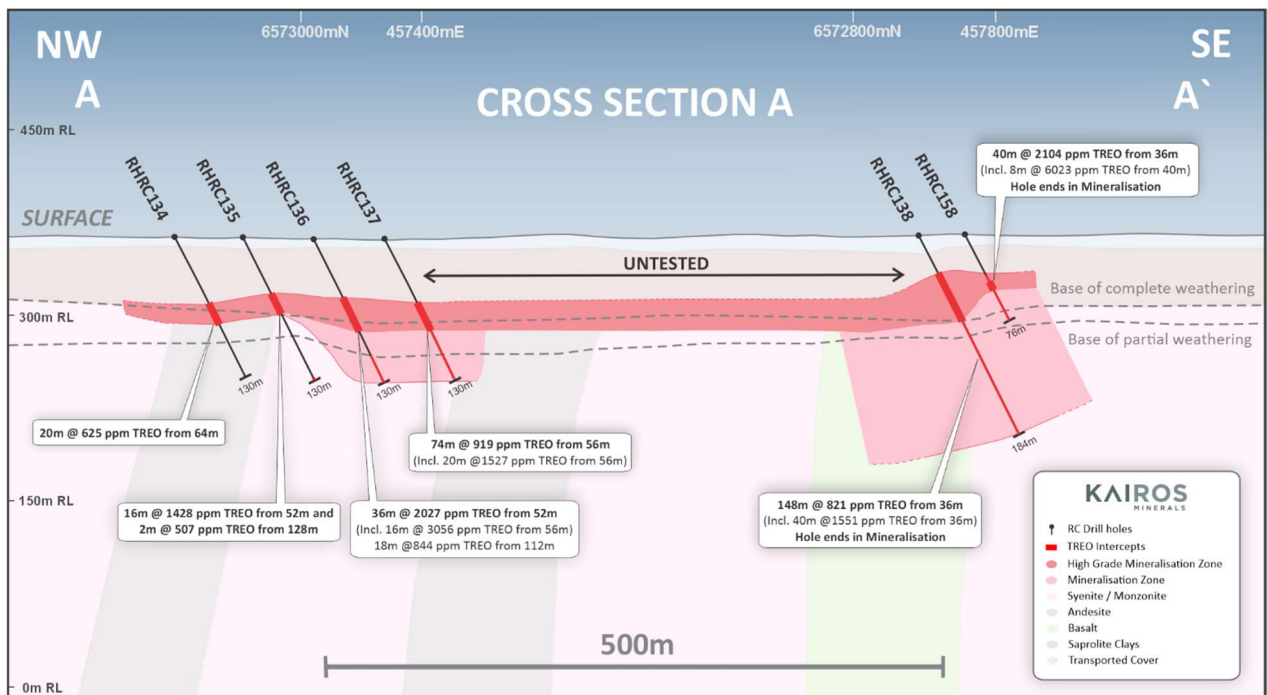 NW
A
6573000mN
457400mE
6572800mN
457800mE
SE
A`
CROSS SECTION A
450m RL
RHRC134
RHRC135
RHRC136
RHRC137
RHRC138
RHRC158
40m @ 2104 ppm TREO from 36m
(Incl. 8m @ 6023 ppm TREO from 40m)
Hole ends in Mineralisation
SURFACE
UNTESTED
Base of complete weathering
300m RL
Base of partial weathering
78m
130m
130m
130m
130m
184m
20m @ 625 ppm TREO from 64m
74m @ 919 ppm TREO from 56m
(Incl. 20m @1527 ppm TREO from 56m)
150m RL
16m @ 1428 ppm TREO from 52m and
2m @ 507 ppm TREO from 128m
36m @ 2027 ppm TREO from 52m
(Incl. 16m @ 3056 ppm TREO from 56m)
18m @844 ppm TREO from 112m
148m @ 821 ppm TREO from 36m
(Incl. 40m @1551 ppm TREO from 36m)
Hole ends in Mineralisation
KAIROS
MINERALS
RC Drill holes
TREO Intercepts
High Grade Mineralisation Zone
Mineralisation Zone
Syenite / Monzonite
Andesite
Basalt
Saprolite Clays
Transported Cover
500m
0m RL